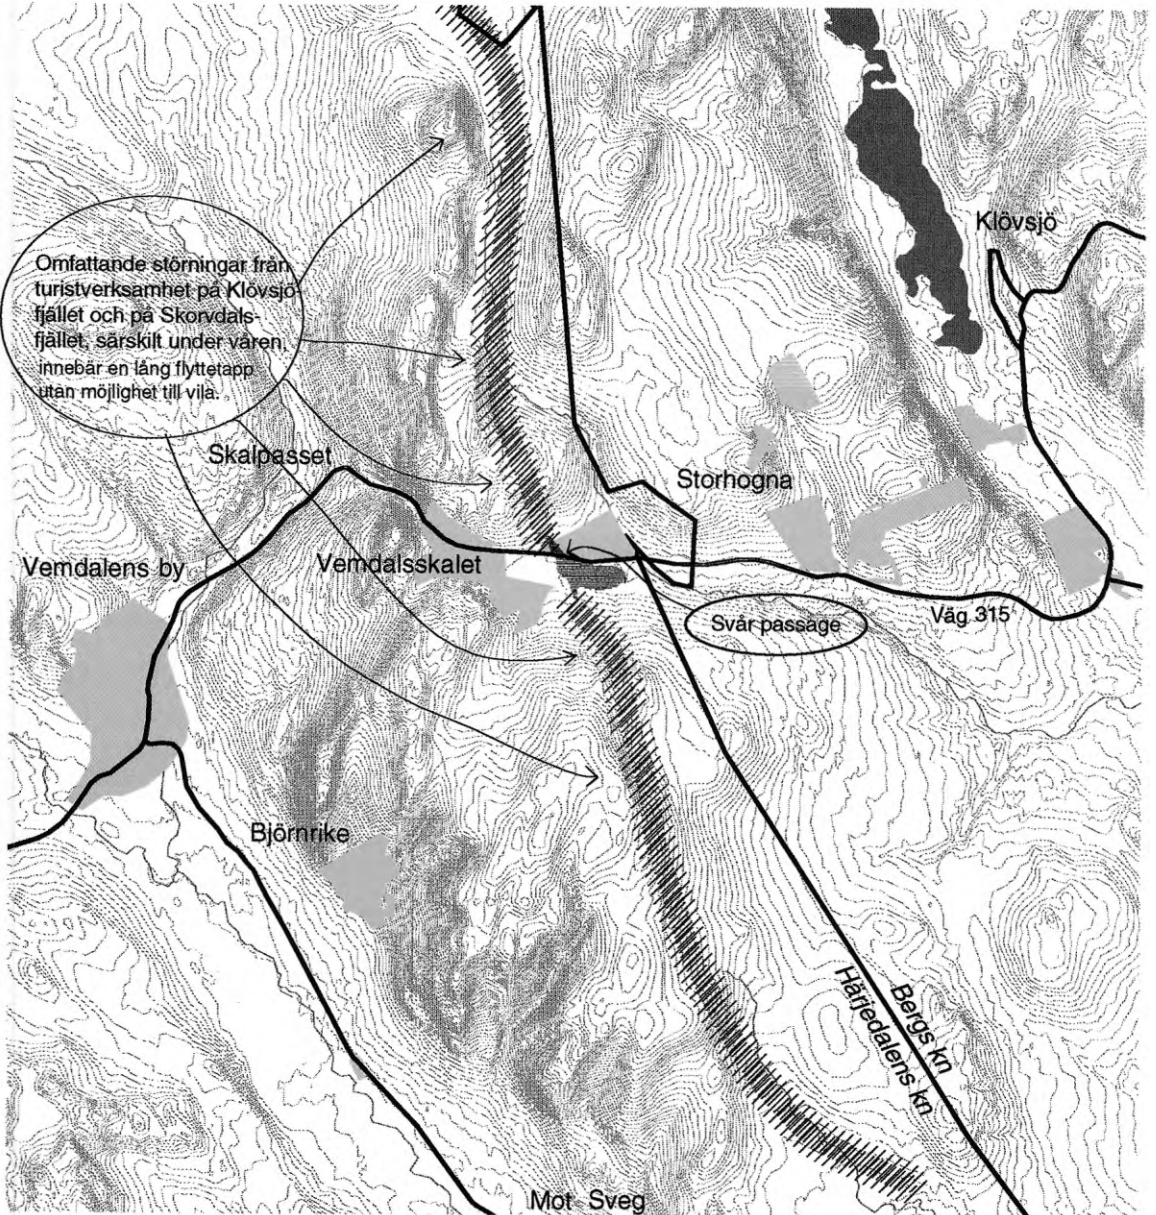 Klövsjö
Omfattande störningar från
turistverksamhet på Klövsjö-
fjället och på Skorvdals-
fjället, särskilt under våren,
innebär en lång flyttetapp
utan möjlighet till vila.
Skalpasset
Storhogna
Vemdalens by
Vemdalsskalet
Svår passage
Väg 315
Björnrike
Bergs kn
Härjedalens kn
Mot Sveg